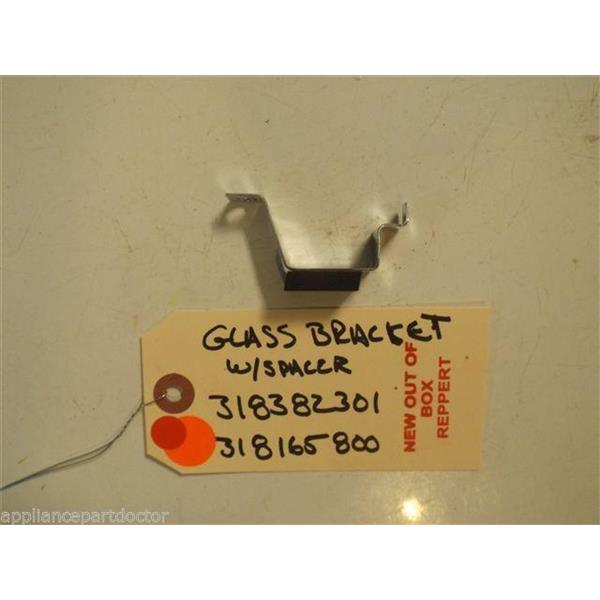 GLASS BRACKET
W/SPACER
318382301
318165800
NEW OUT OF
BOX
REPPERT
appliancepartdoctor